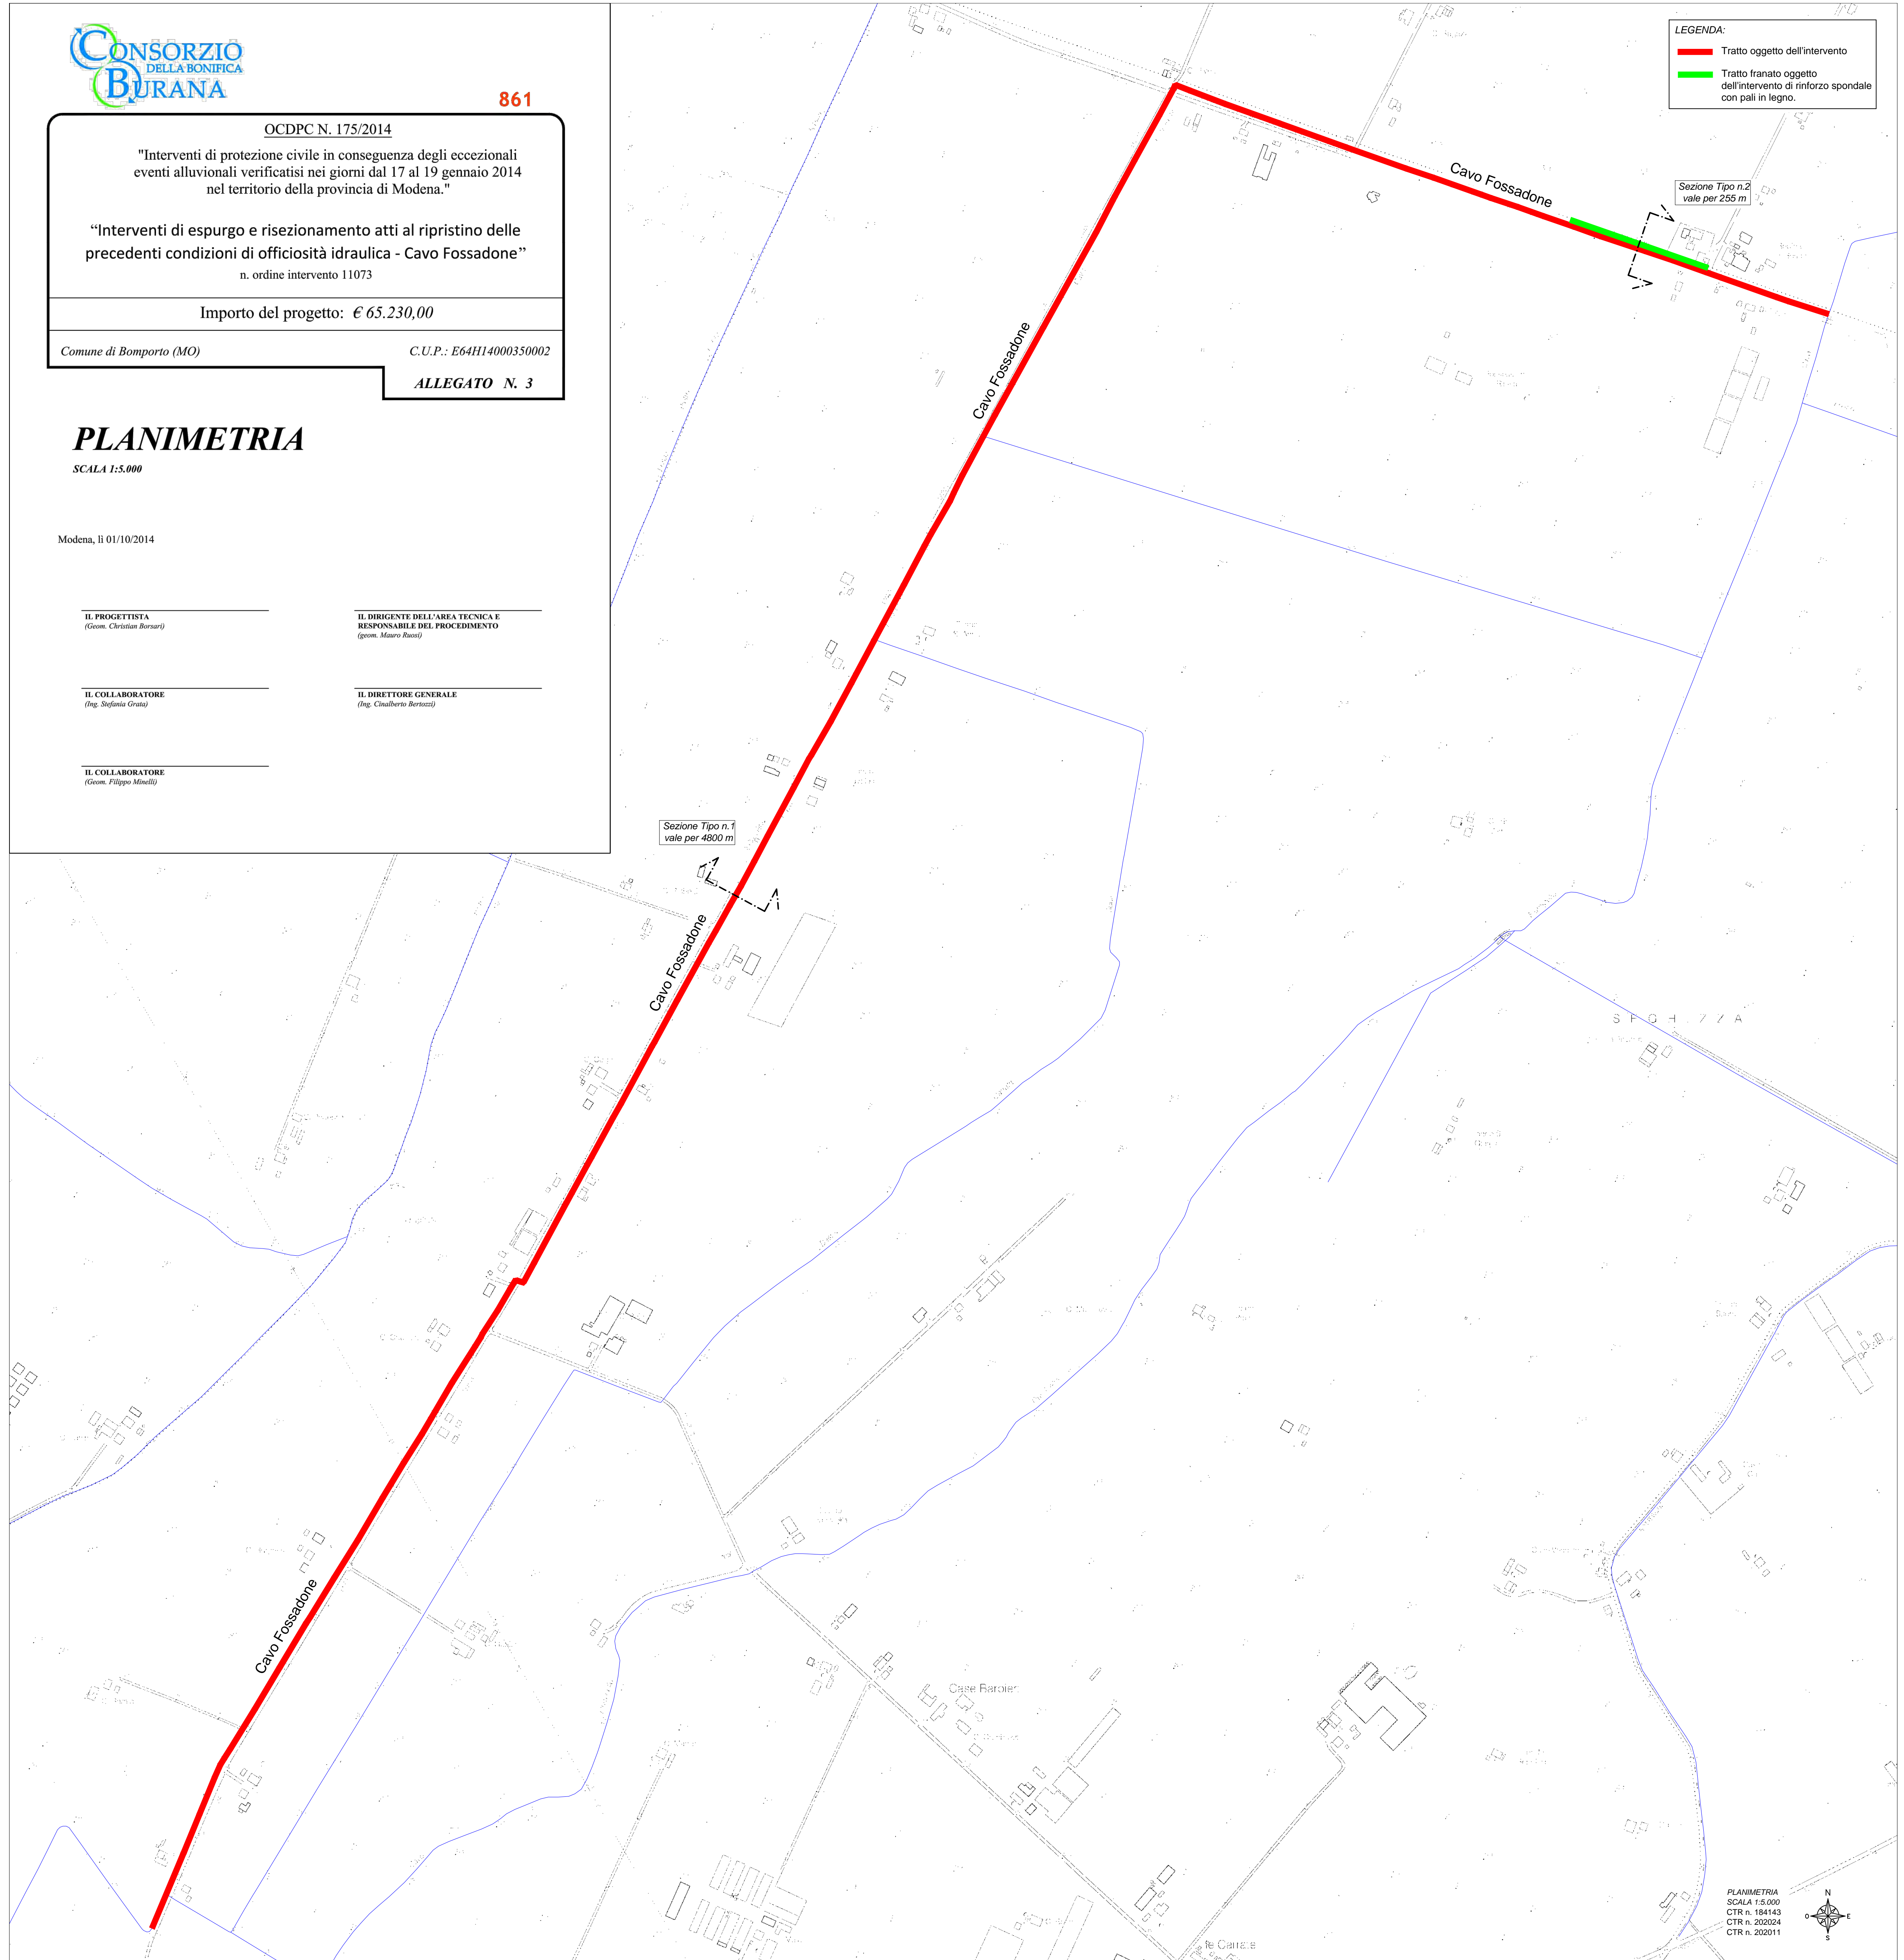 CONSORZIO
DELLA BONIFICA
BURANA
861
OCDPC N. 175/2014
"Interventi di protezione civile in conseguenza degli eccezionali
eventi alluvionali verificatisi nei giorni dal 17 al 19 gennaio 2014
nel territorio della provincia di Modena."
“Interventi di espurgo e risezionamento atti al ripristino delle
precedenti condizioni di officiosità idraulica - Cavo Fossadone”
n. ordine intervento 11073
Importo del progetto: € 65.230,00
Comune di Bomporto (MO)
C.U.P.: E64H14000350002
ALLEGATO N. 3
PLANIMETRIA
SCALA 1:5.000
Modena, lì 01/10/2014
IL PROGETTISTA
(Geom. Christian Borsari)
IL DIRIGENTE DELL'AREA TECNICA E
RESPONSABILE DEL PROCEDIMENTO
(geom. Mauro Ruosi)
IL COLLABORATORE
(Ing. Stefania Grata)
IL DIRETTORE GENERALE
(Ing. Cinalberto Bertozzi)
IL COLLABORATORE
(Geom. Filippo Minelli)
LEGENDA:
Tratto oggetto dell'intervento
Tratto franato oggetto
dell'intervento di rinforzo spondale
con pali in legno.
Cavo Fossadone
Sezione Tipo n.2
vale per 255 m
Cavo Fossadone
Sezione Tipo n.1
vale per 4800 m
Cavo Fossadone
Cavo Fossadone
Case Barbieri
PLANIMETRIA
SCALA 1:5.000
CTR n. 184143
CTR n. 202024
CTR n. 202011
N
O
E
S